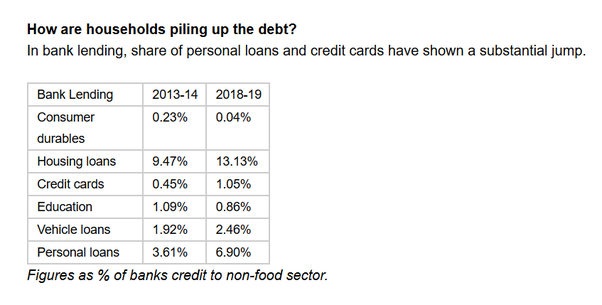 How are households piling up the debt?
In bank lending, share of personal loans and credit cards have shown a substantial jump.
Bank Lending 2013-14 2018-19
Consumer 0.23% 0.04%
durables
Housing loans 9.47% 13.13%
Credit cards 0.45% 1.05%
Education 1.09% 0.86%
Vehicle loans 1.92% 2.46%
Personal loans 3.61% 6.90%
Figures as % of banks credit to non-food sector.